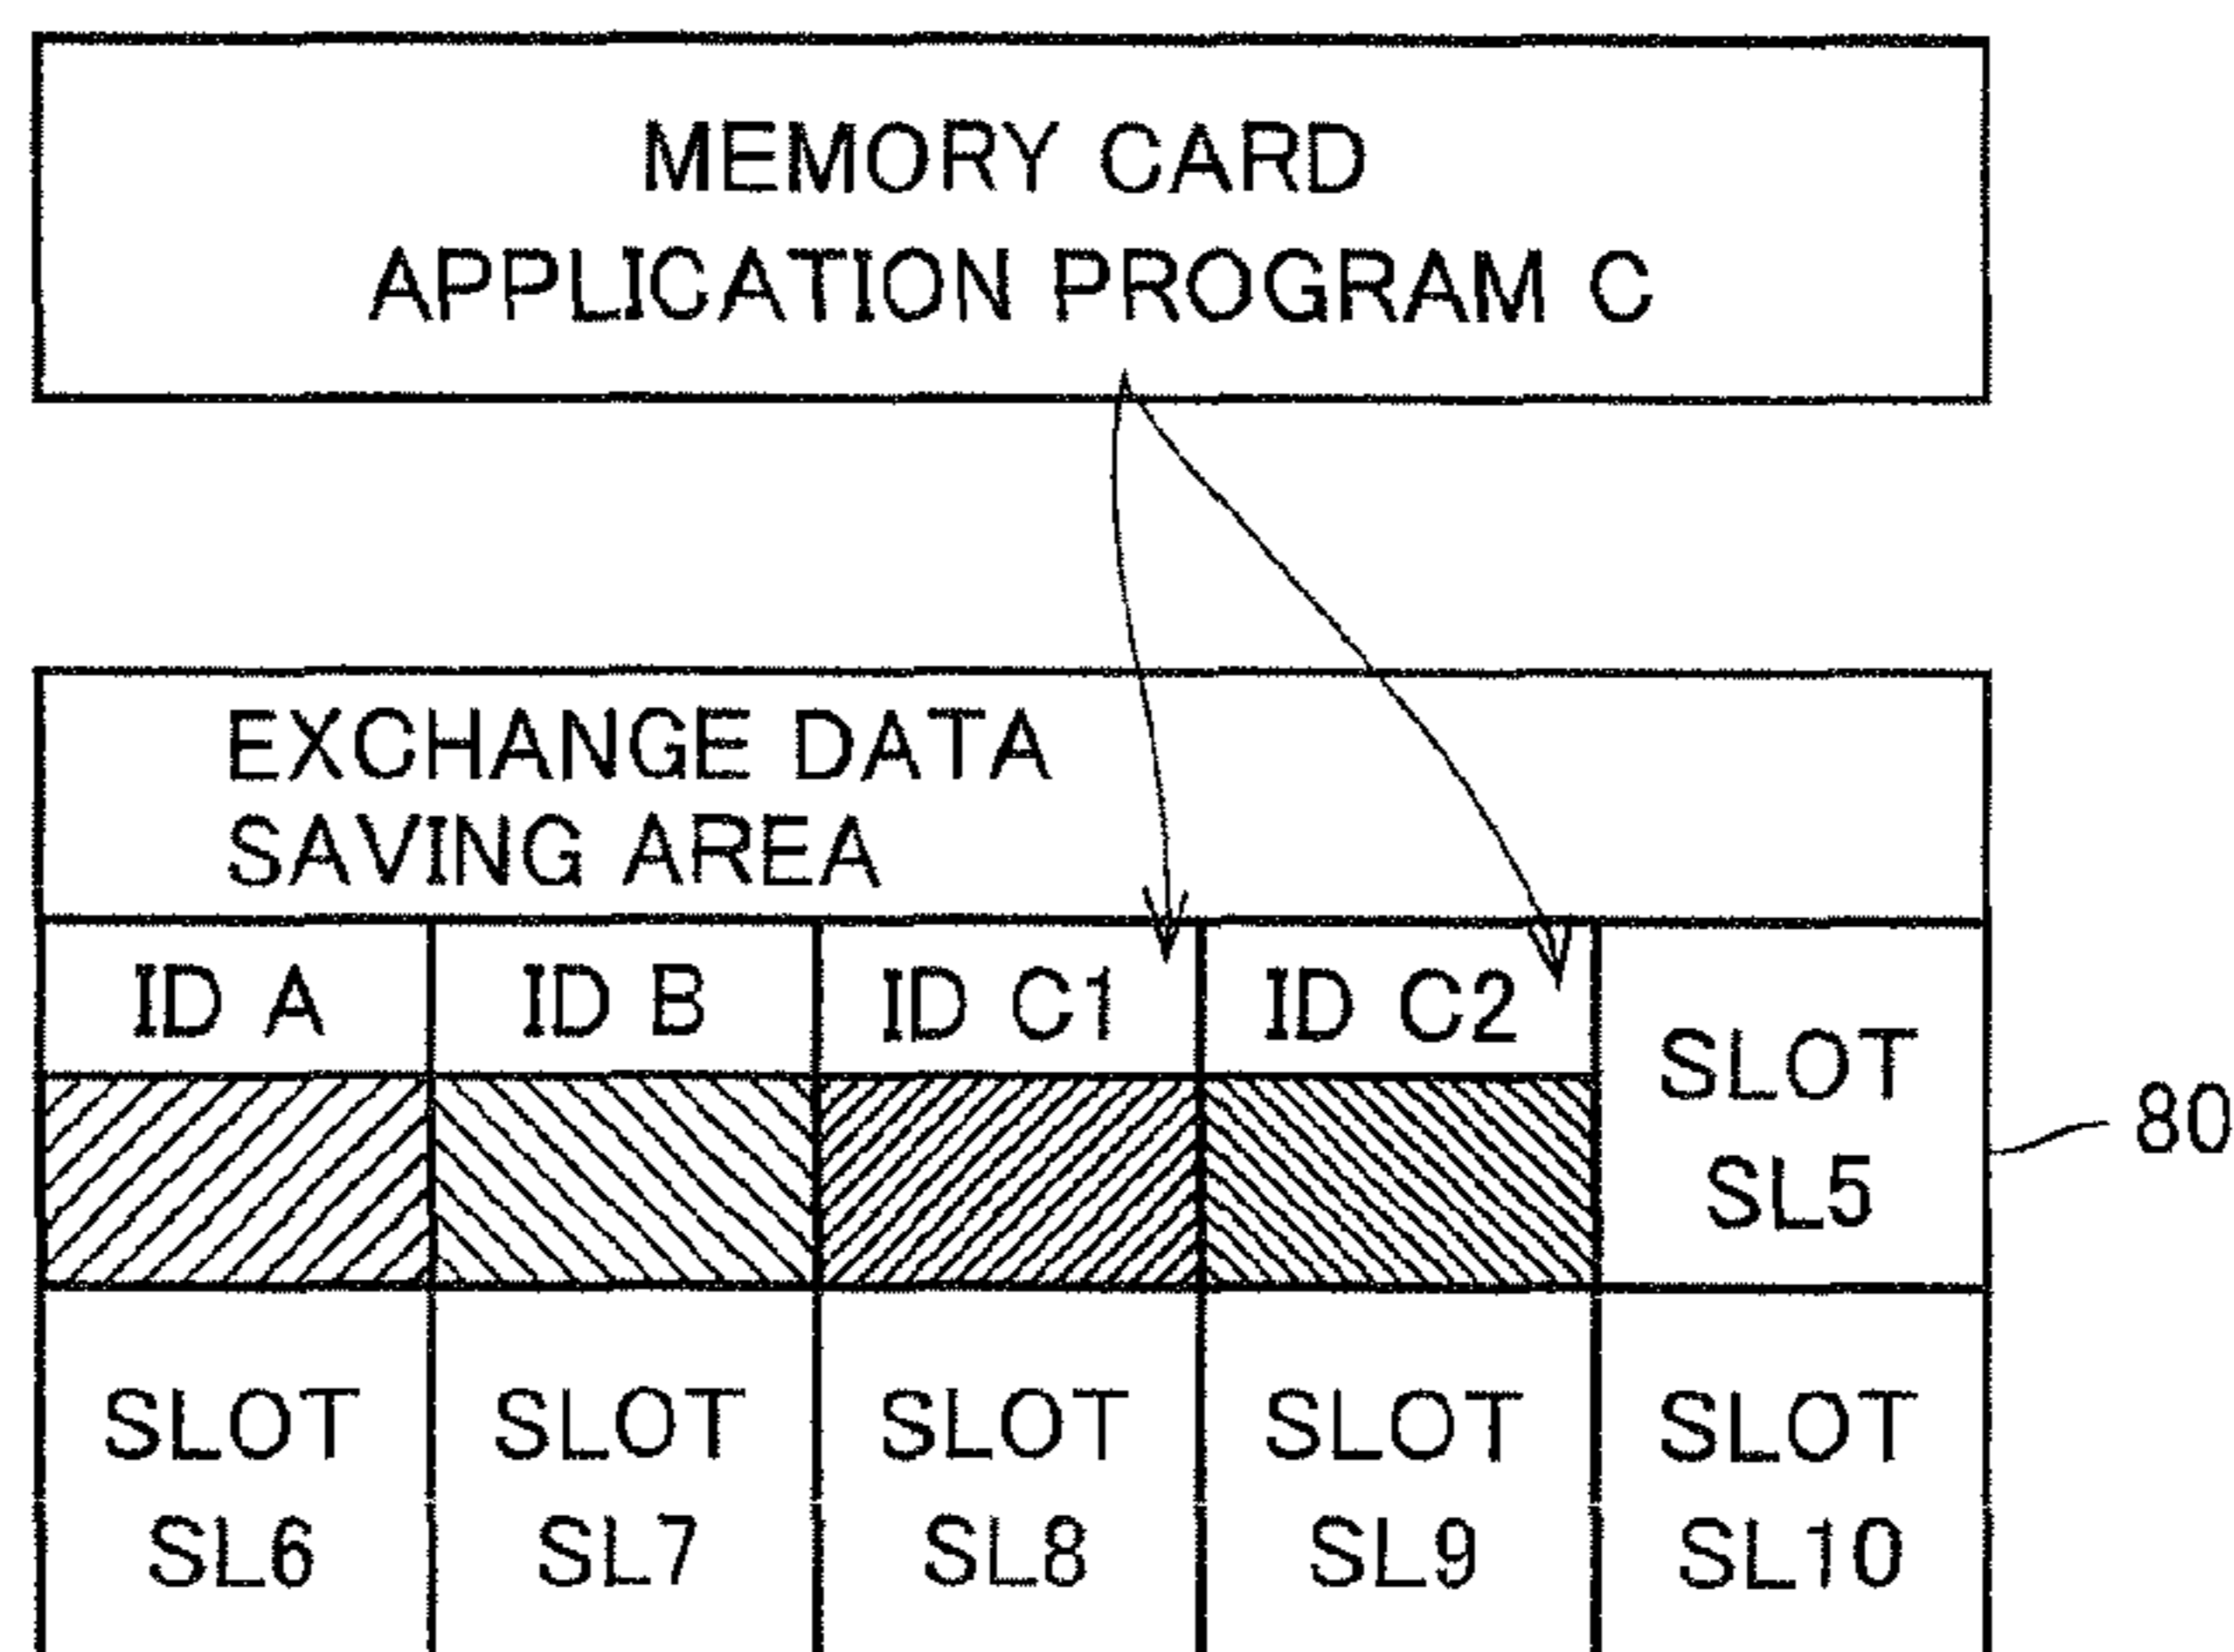 MEMORY CARD
APPLICATION PROGRAM C
EXCHANGE DATA
SAVING AREA
ID A ID B ID C1 ID C2
SLOT
SL5
80
SLOT SLOT SLOT SLOT SLOT
SL6 SL7 SL8 SL9 SL10